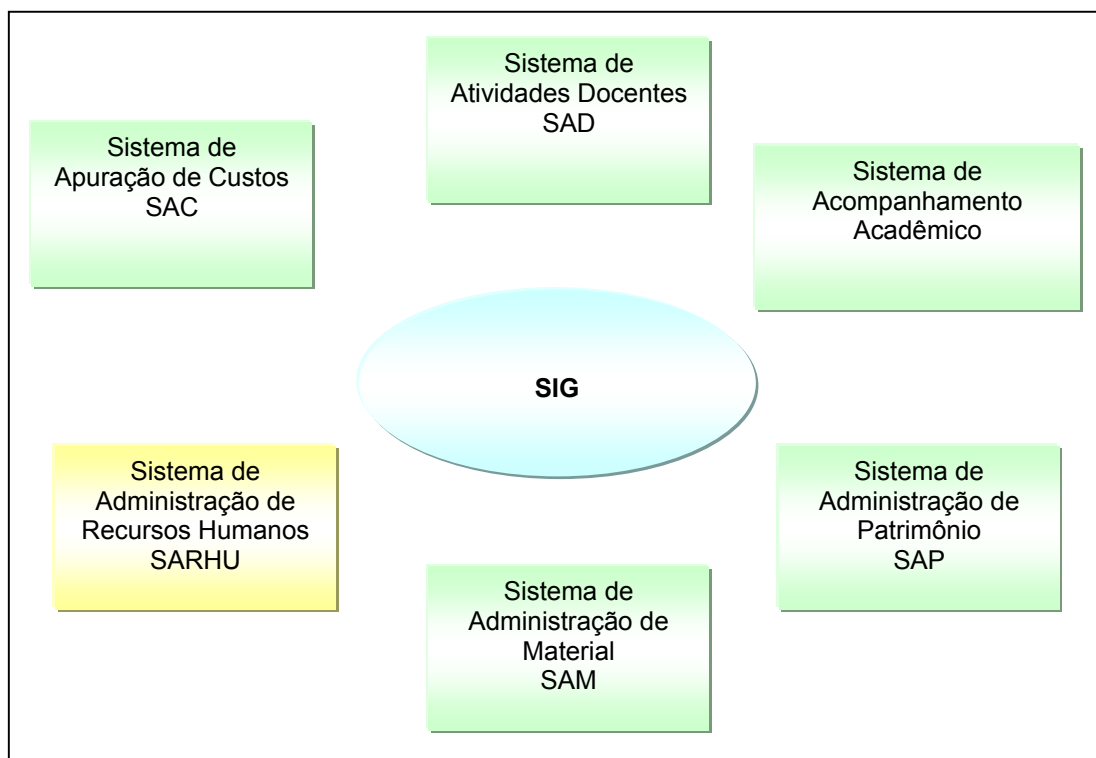 Sistema de
Atividades Docentes
SAD
Sistema de
Apuração de Custos
SAC
Sistema de
Acompanhamento
Acadêmico
SIG
Sistema de
Administração de
Recursos Humanos
SARHU
Sistema de
Administração de
Patrimônio
SAP
Sistema de
Administração de
Material
SAM